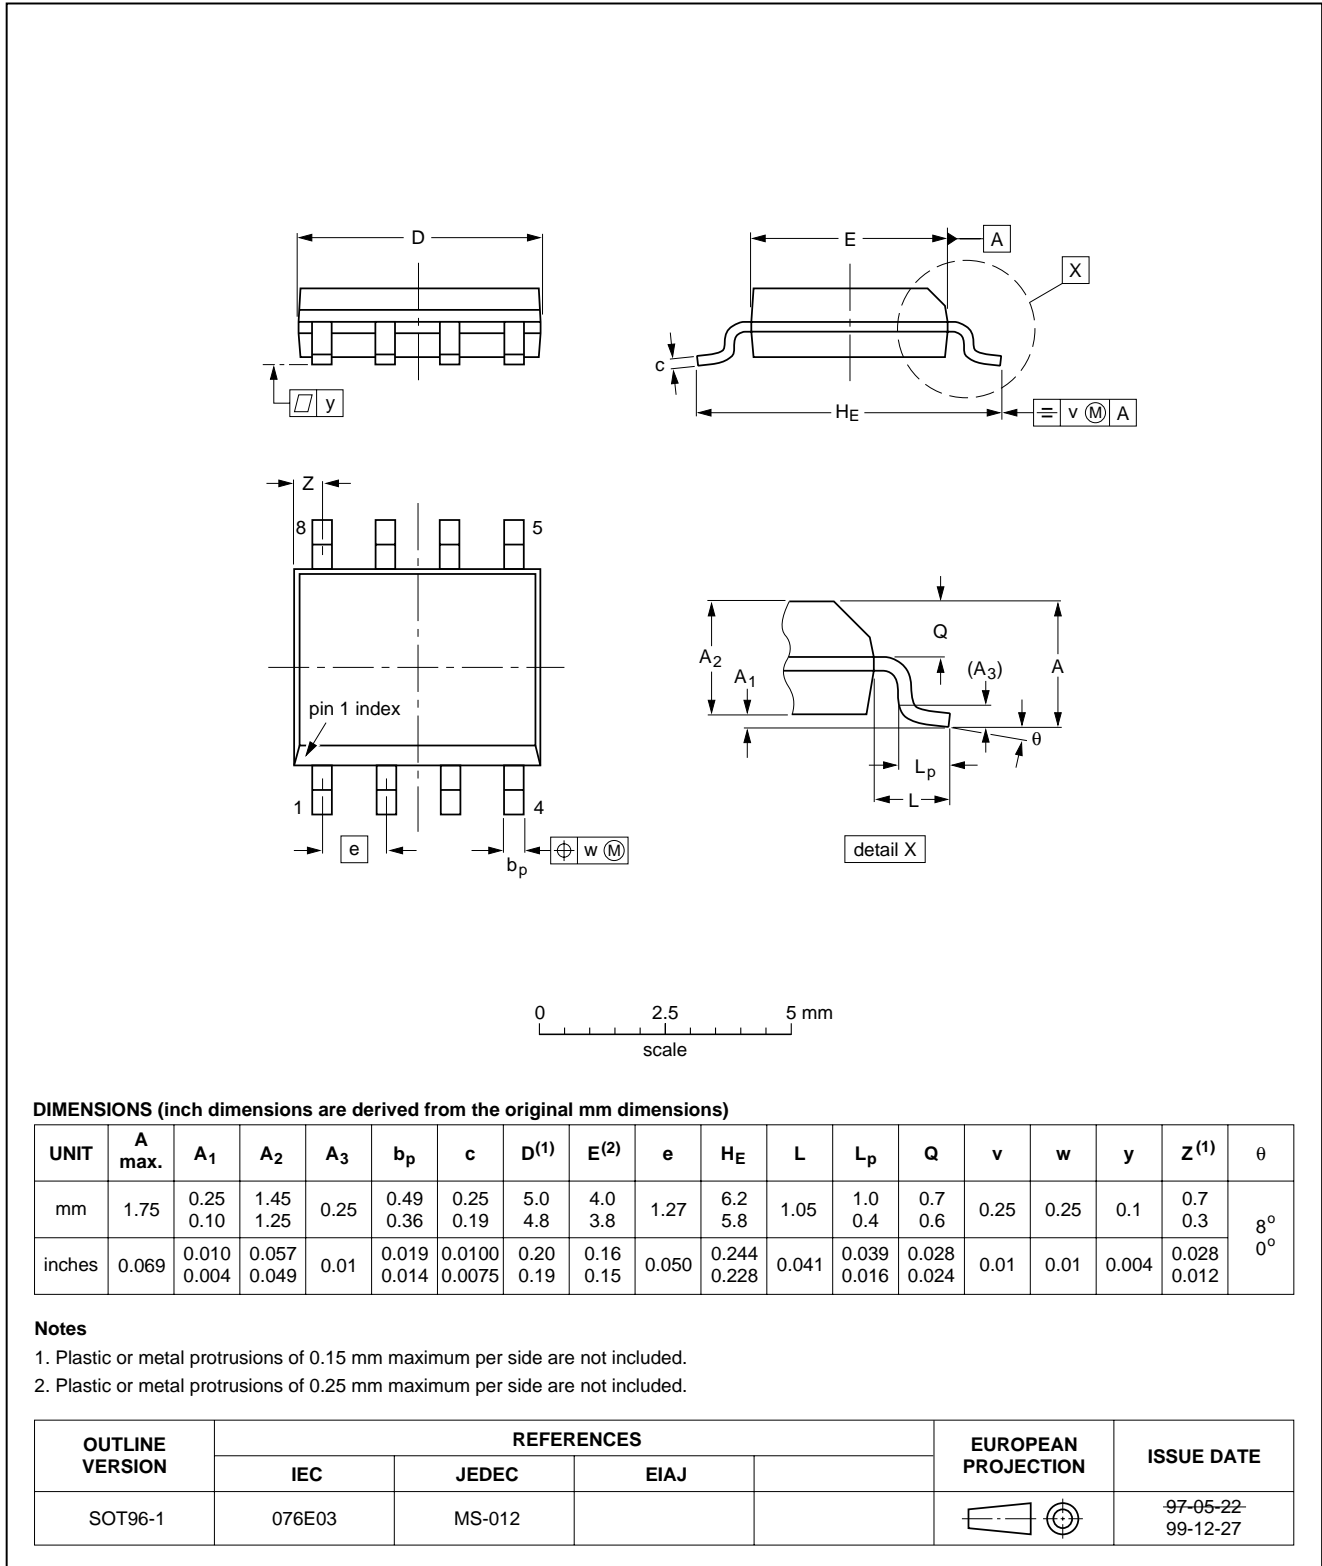 D
E
A
X
c
y
HE
v Ⓜ A
Z
8
5
pin 1 index
1
4
e
bp
w Ⓜ
Q
A2
A
A1
(A3)
θ
Lp
L
detail X
0 2.5 5 mm
scale
DIMENSIONS (inch dimensions are derived from the original mm dimensions)
UNIT A max. A1 A2 A3 bp c D(1) E(2) e HE L Lp Q v w y Z(1) θ
mm 1.75 0.25 0.10 1.45 1.25 0.25 0.49 0.36 0.25 0.19 5.0 4.8 4.0 3.8 1.27 6.2 5.8 1.05 1.0 0.4 0.7 0.6 0.25 0.25 0.1 0.7 0.3 8o 0o
inches 0.069 0.010 0.004 0.057 0.049 0.01 0.019 0.014 0.0100 0.0075 0.20 0.19 0.16 0.15 0.050 0.244 0.228 0.041 0.039 0.016 0.028 0.024 0.01 0.01 0.004 0.028 0.012
Notes
1. Plastic or metal protrusions of 0.15 mm maximum per side are not included.
2. Plastic or metal protrusions of 0.25 mm maximum per side are not included.
OUTLINE VERSION REFERENCES EUROPEAN PROJECTION ISSUE DATE
IEC JEDEC EIAJ
SOT96-1 076E03 MS-012 97-05-22
99-12-27